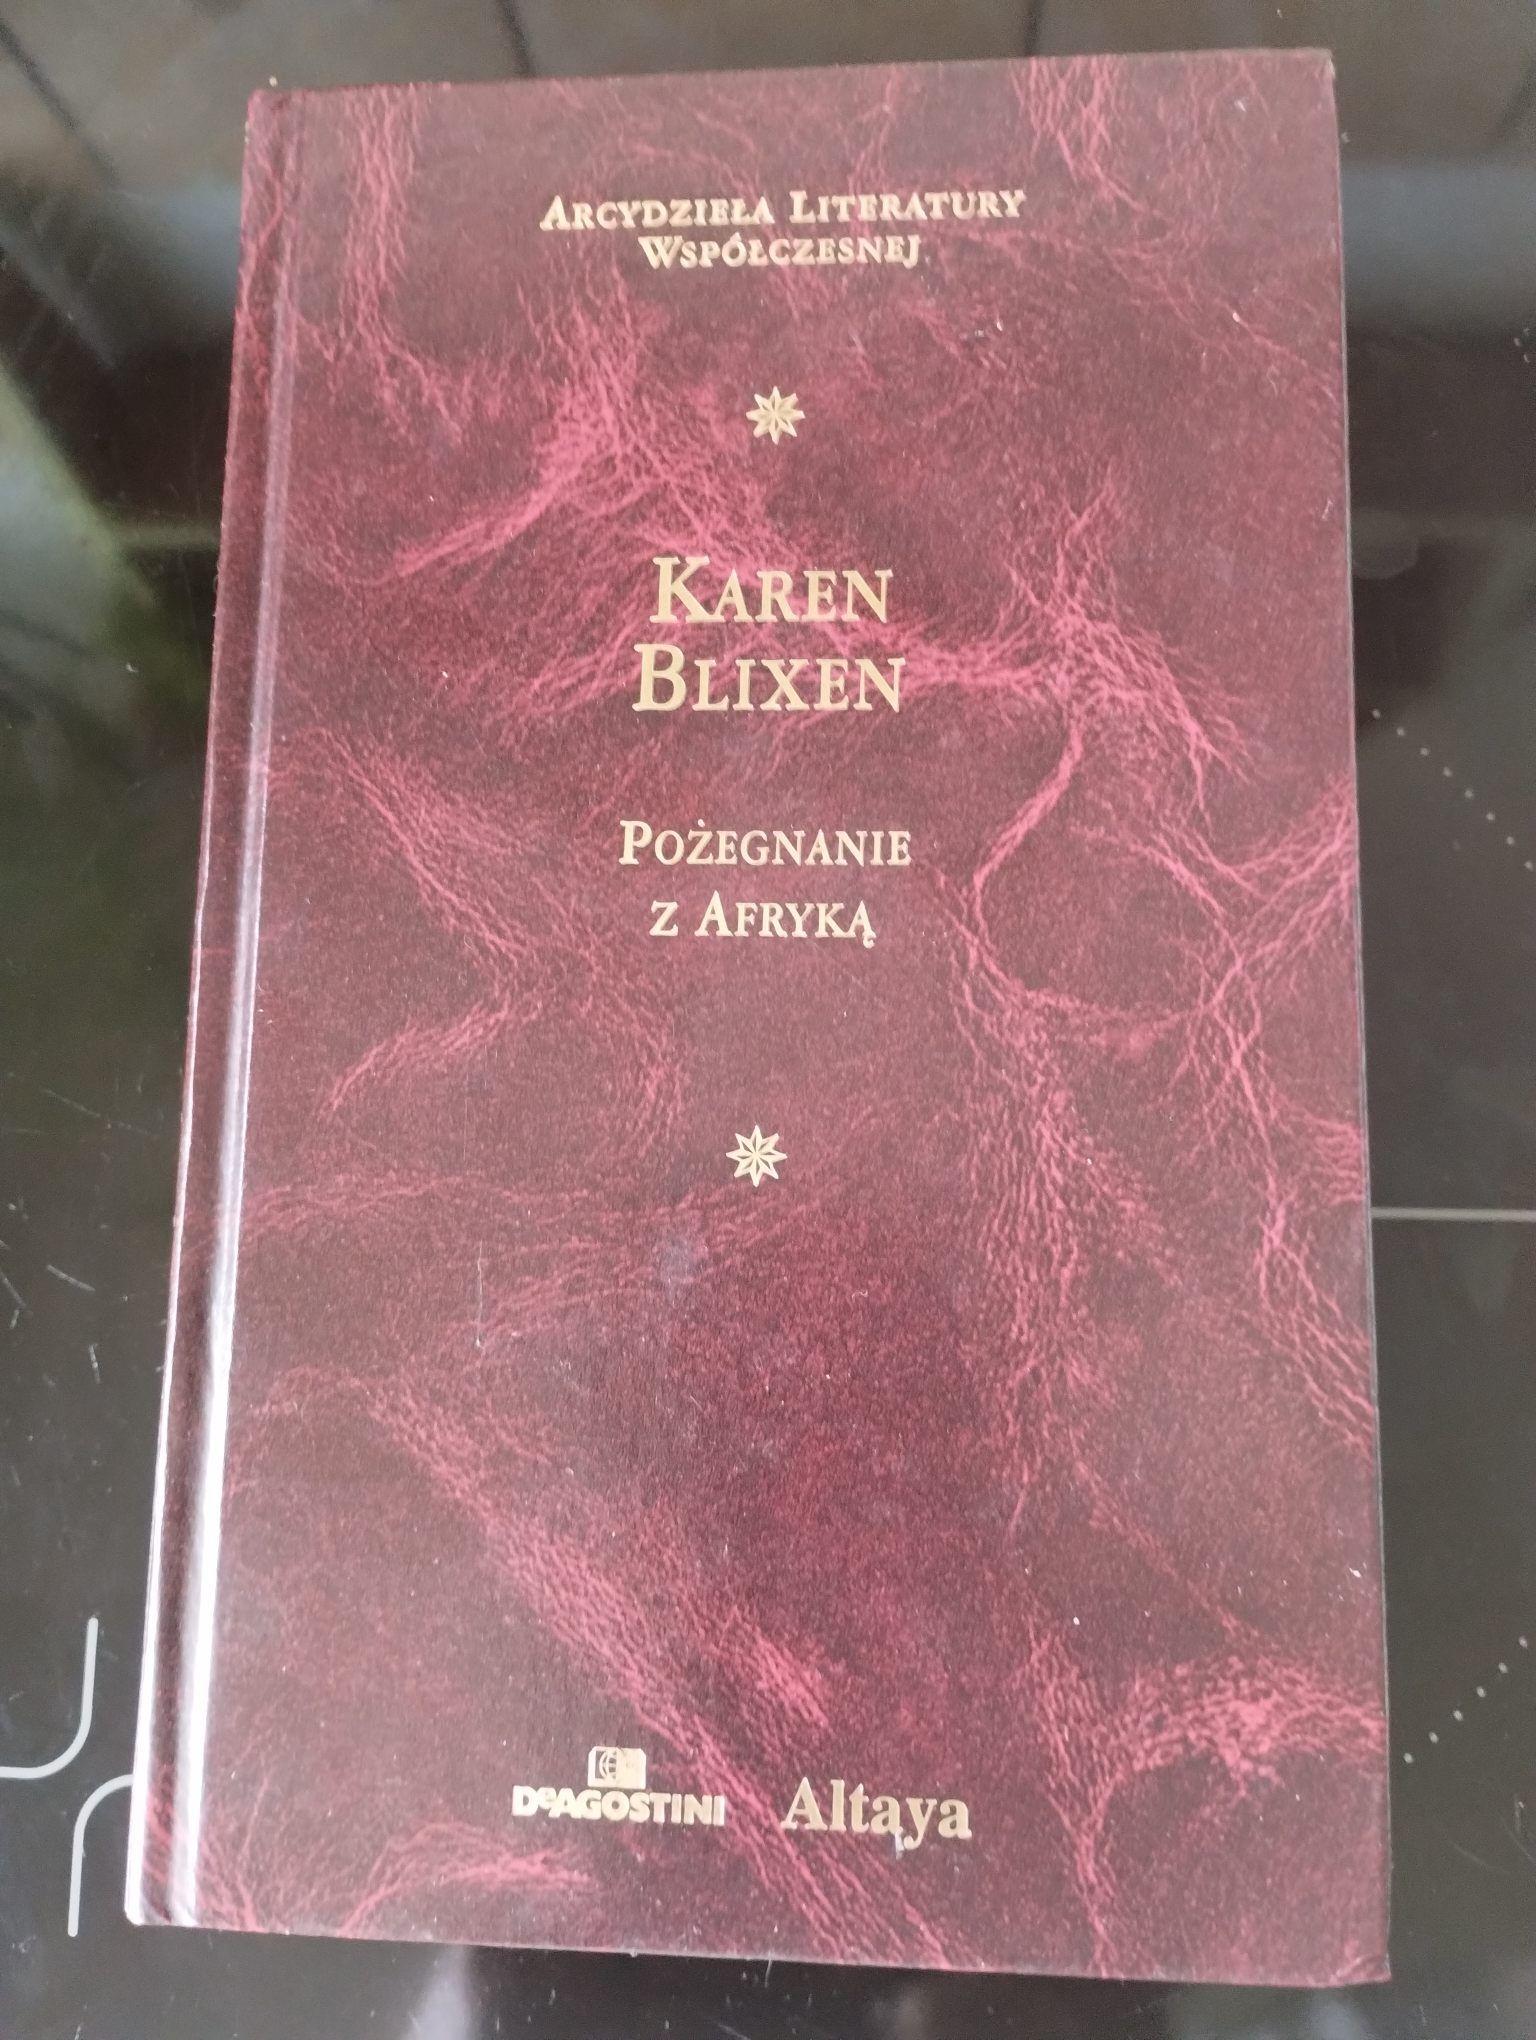 Arcydzieła Literatury
Współczesnej
Karen
Blixen
Pożegnanie
z Afryką
DeAGOSTINI Altaya